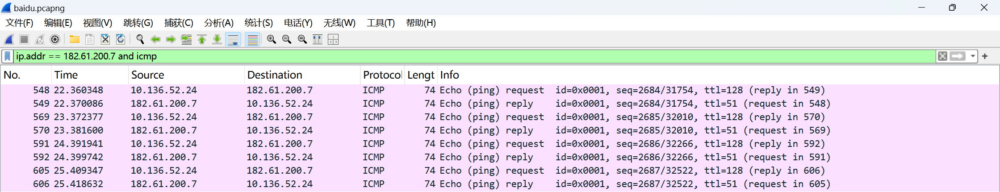 baidu.pcapng
文件(F) 编辑(E) 视图(V) 跳转(G) 捕获(C) 分析(A) 统计(S) 电话(Y) 无线(W) 工具(T) 帮助(H)
ip.addr == 182.61.200.7 and icmp
No. Time Source Destination Protocol Lengt Info
548 22.360348 10.136.52.24 182.61.200.7 ICMP 74 Echo (ping) request id=0x0001, seq=2684/31754, ttl=128 (reply in 549)
549 22.370086 182.61.200.7 10.136.52.24 ICMP 74 Echo (ping) reply id=0x0001, seq=2684/31754, ttl=51 (request in 548)
569 23.372377 10.136.52.24 182.61.200.7 ICMP 74 Echo (ping) request id=0x0001, seq=2685/32010, ttl=128 (reply in 570)
570 23.381600 182.61.200.7 10.136.52.24 ICMP 74 Echo (ping) reply id=0x0001, seq=2685/32010, ttl=51 (request in 569)
591 24.391941 10.136.52.24 182.61.200.7 ICMP 74 Echo (ping) request id=0x0001, seq=2686/32266, ttl=128 (reply in 592)
592 24.399742 182.61.200.7 10.136.52.24 ICMP 74 Echo (ping) reply id=0x0001, seq=2686/32266, ttl=51 (request in 591)
605 25.409347 10.136.52.24 182.61.200.7 ICMP 74 Echo (ping) request id=0x0001, seq=2687/32522, ttl=128 (reply in 606)
606 25.418632 182.61.200.7 10.136.52.24 ICMP 74 Echo (ping) reply id=0x0001, seq=2687/32522, ttl=51 (request in 605)